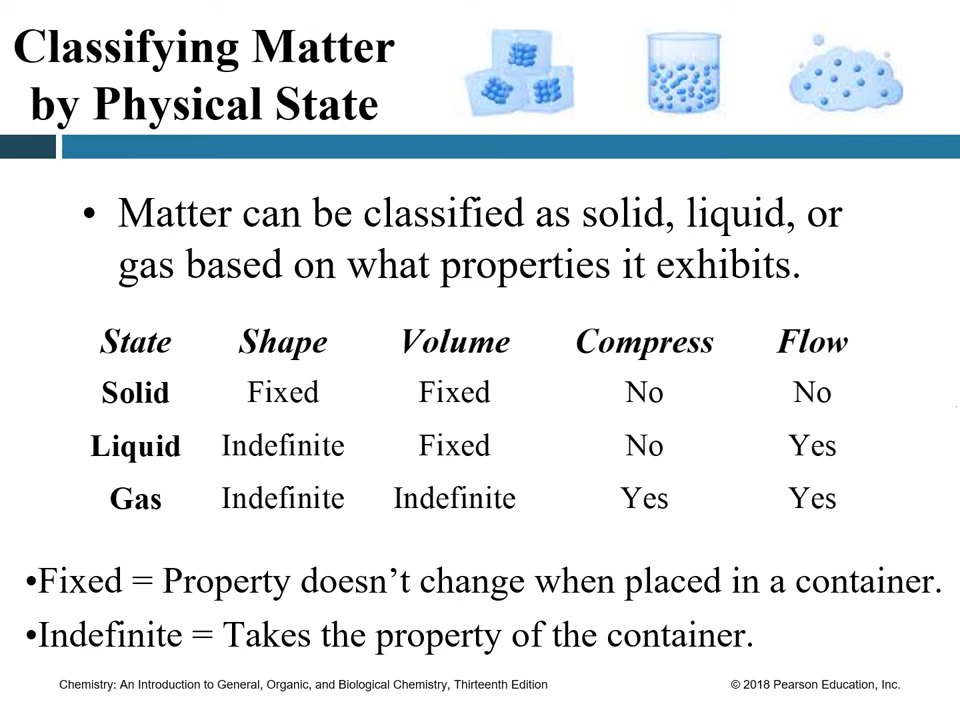 Classifying Matter
by Physical State
• Matter can be classified as solid, liquid, or
gas based on what properties it exhibits.
State Shape Volume Compress Flow
Solid Fixed Fixed No No
Liquid Indefinite Fixed No Yes
Gas Indefinite Indefinite Yes Yes
•Fixed = Property doesn’t change when placed in a container.
•Indefinite = Takes the property of the container.
Chemistry: An Introduction to General, Organic, and Biological Chemistry, Thirteenth Edition © 2018 Pearson Education, Inc.